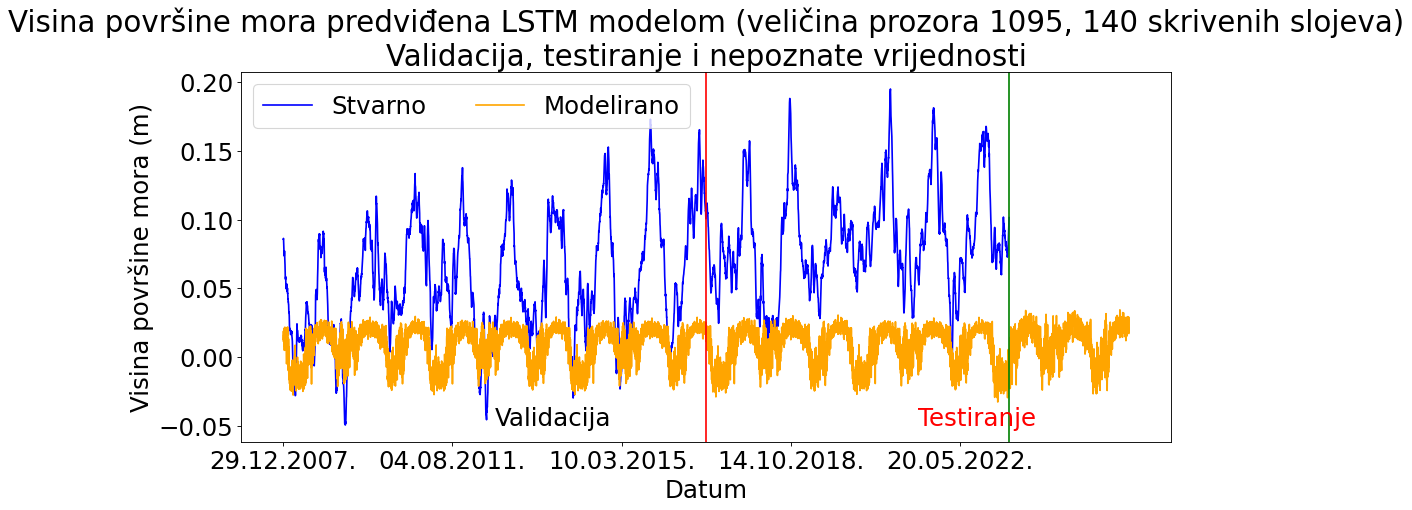 Visina površine mora predviđena LSTM modelom (veličina prozora 1095, 140 skrivenih slojeva)
Validacija, testiranje i nepoznate vrijednosti
Stvarno
Modelirano
Visina površine mora (m)
0.20
0.15
0.10
0.05
0.00
−0.05
Validacija
Testiranje
29.12.2007.
04.08.2011.
10.03.2015.
14.10.2018.
20.05.2022.
Datum